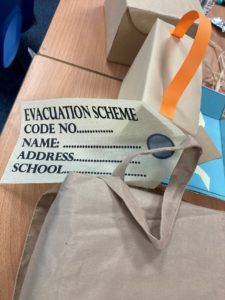 EVACUATION SCHEME
CODE NO.............
NAME: ................
ADDRESS...............
SCHOOL...............